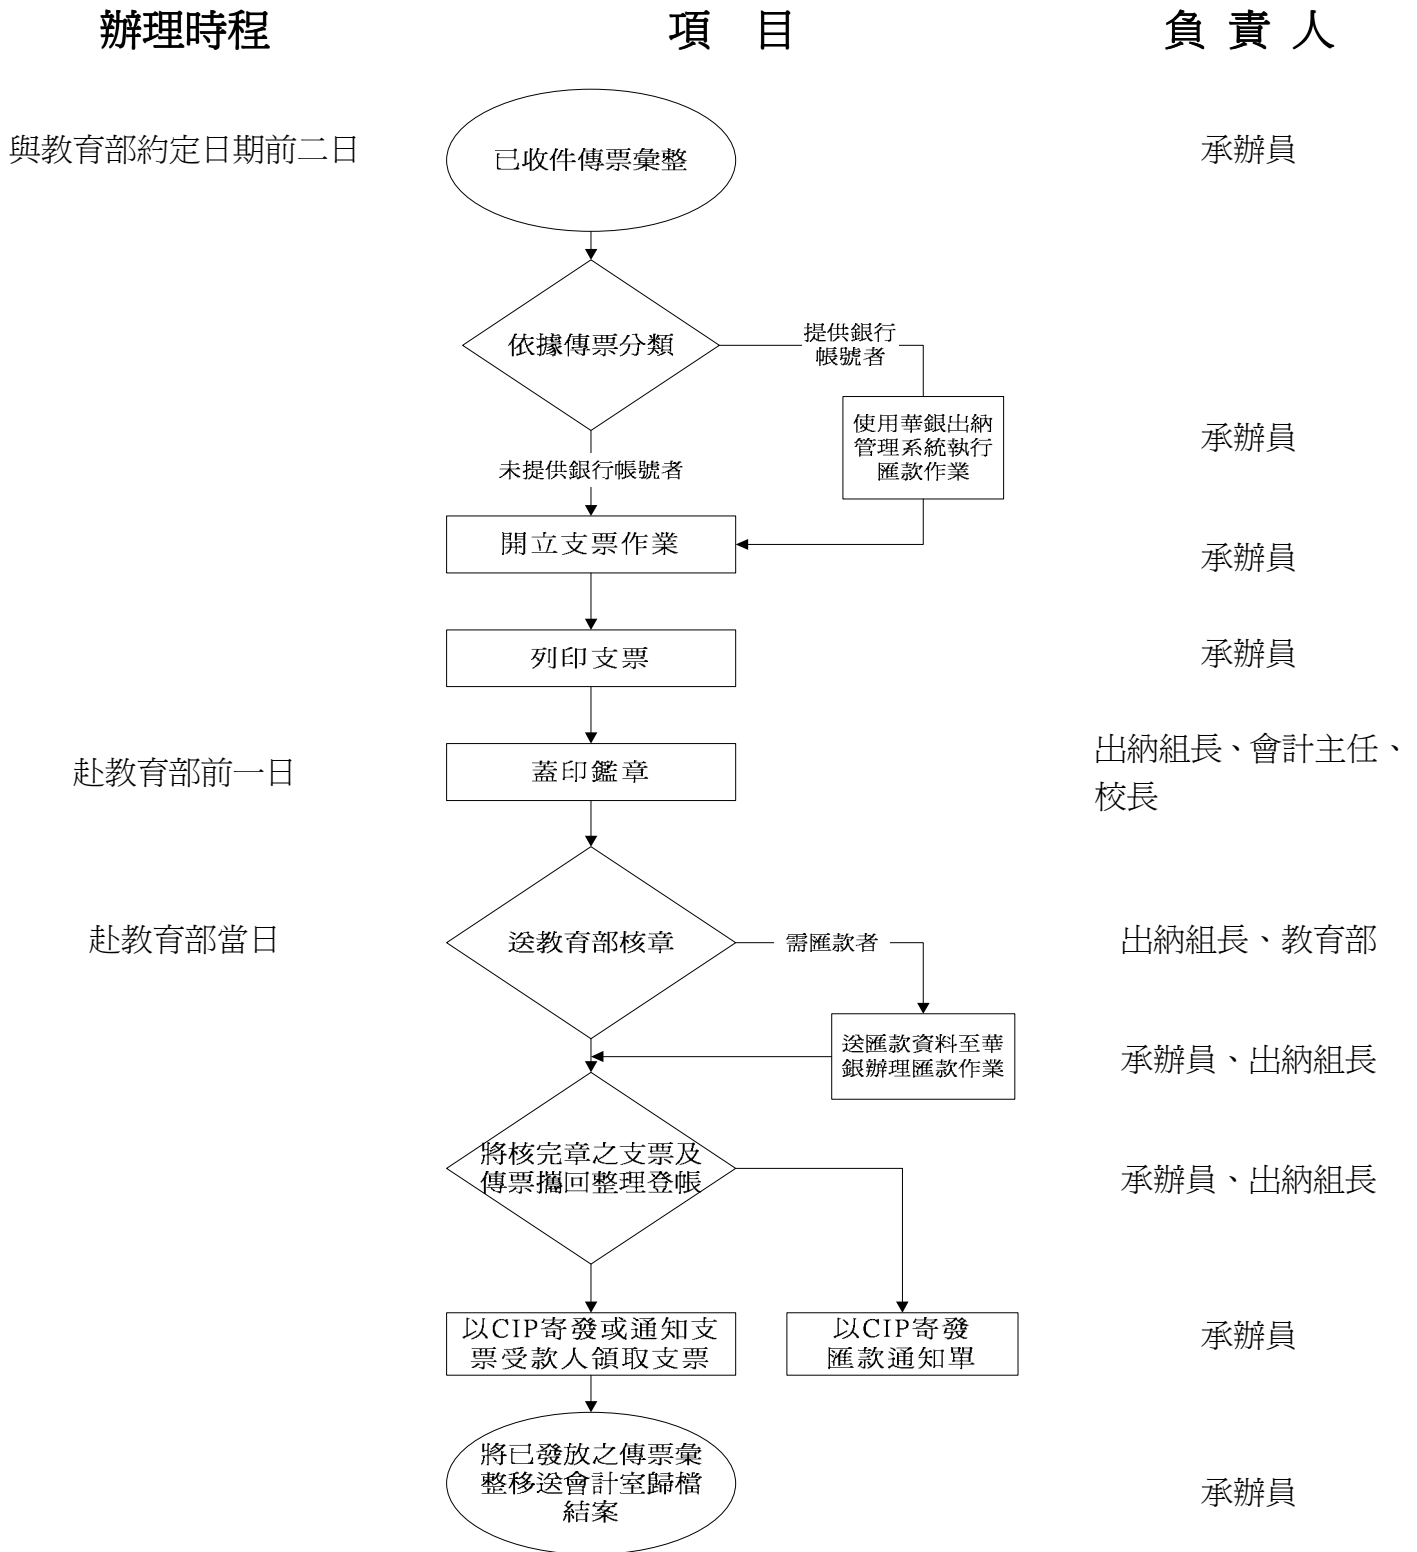 辦理時程
項 目
負 責 人
與教育部約定日期前二日
已收件傳票彙整
承辦員
依據傳票分類
提供銀行
帳號者
使用華銀出納
管理系統執行
匯款作業
承辦員
未提供銀行帳號者
開立支票作業
承辦員
列印支票
承辦員
赴教育部前一日
蓋印鑑章
出納組長、會計主任、
校長
赴教育部當日
送教育部核章
需匯款者
出納組長、教育部
送匯款資料至華
銀辦理匯款作業
承辦員、出納組長
將核完章之支票及
傳票攜回整理登帳
承辦員、出納組長
以CIP寄發或通知支
票受款人領取支票
以CIP寄發
匯款通知單
承辦員
將已發放之傳票彙
整移送會計室歸檔
結案
承辦員